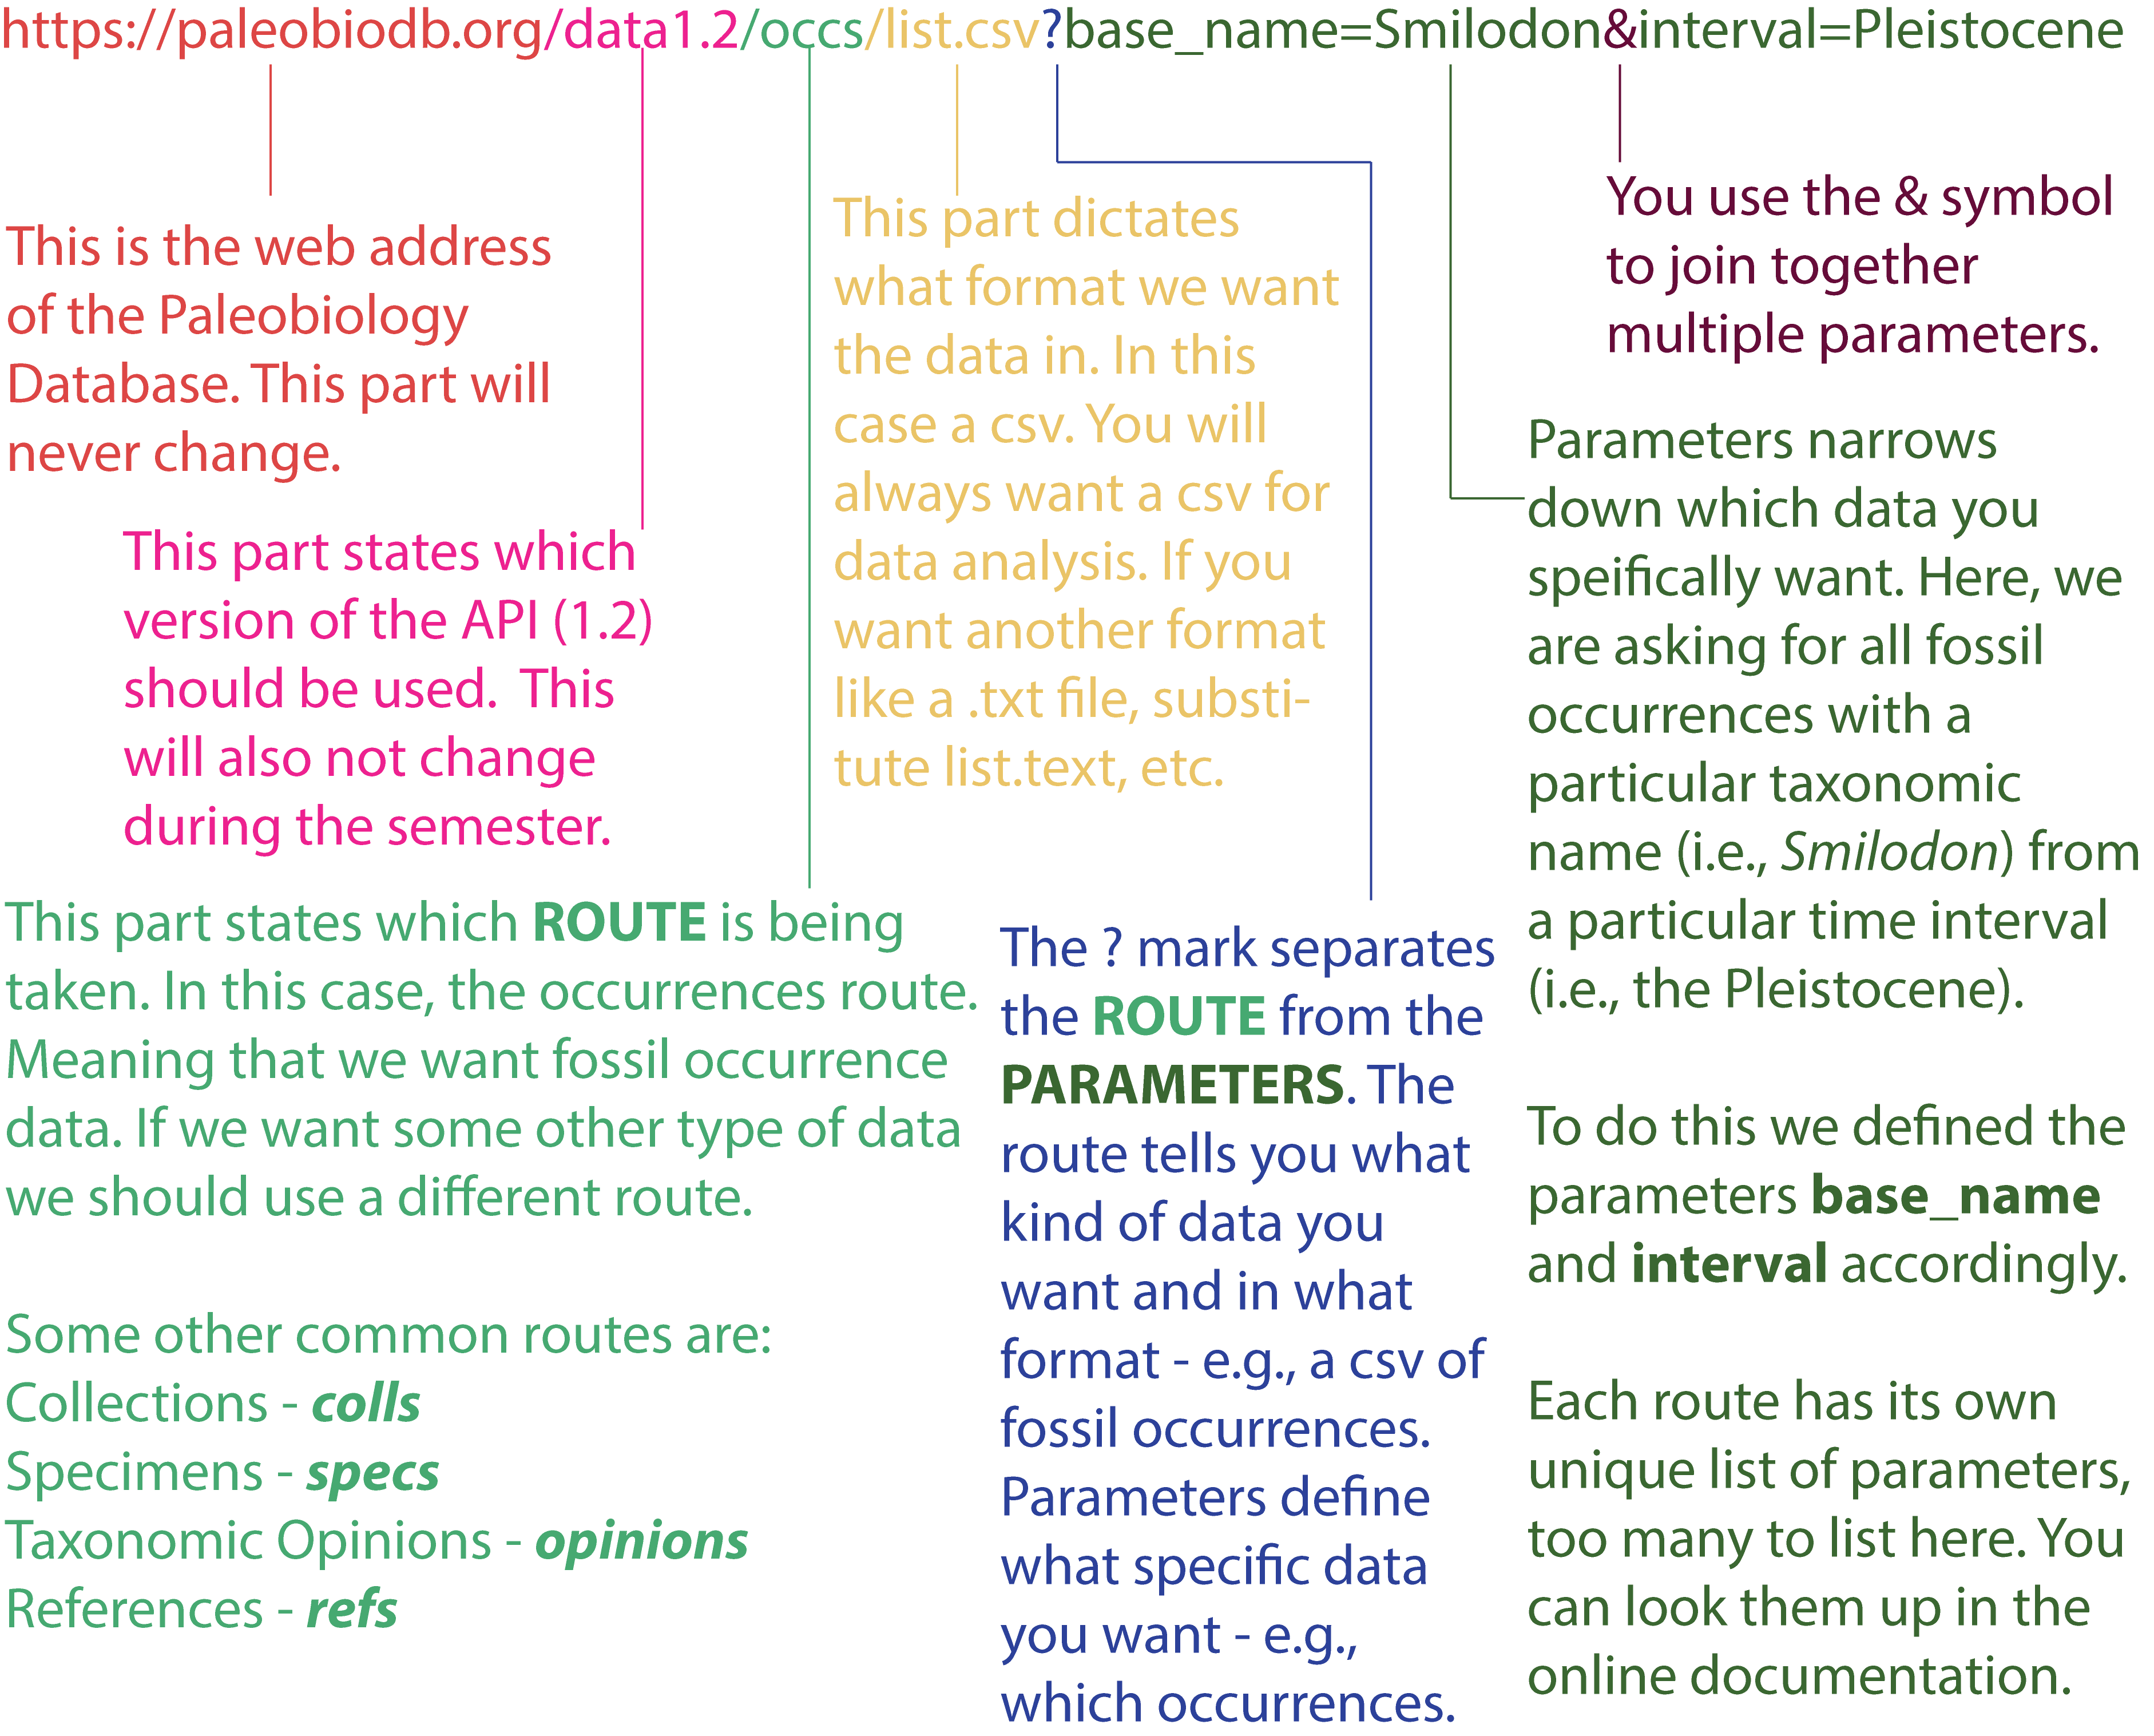 https://paleobiodb.org/data1.2/occs/list.csv?base_name=Smilodon&interval=Pleistocene
This is the web address
of the Paleobiology
Database. This part will
never change.
This part states which
version of the API (1.2)
should be used.  This
will also not change
during the semester.
This part states which ROUTE is being
taken. In this case, the occurrences route.
Meaning that we want fossil occurrence
data. If we want some other type of data
we should use a different route.
Some other common routes are:
Collections - colls
Specimens - specs
Taxonomic Opinions - opinions
References - refs
This part dictates
what format we want
the data in. In this
case a csv. You will
always want a csv for
data analysis. If you
want another format
like a .txt file, substi-
tute list.text, etc.
The ? mark separates
the ROUTE from the
PARAMETERS. The
route tells you what
kind of data you
want and in what
format - e.g., a csv of
fossil occurrences.
Parameters define
what specific data
you want - e.g.,
which occurrences.
You use the & symbol
to join together
multiple parameters.
Parameters narrows
down which data you
speifically want. Here, we
are asking for all fossil
occurrences with a
particular taxonomic
name (i.e., Smilodon) from
a particular time interval
(i.e., the Pleistocene).
To do this we defined the
parameters base_name
and interval accordingly.
Each route has its own
unique list of parameters,
too many to list here. You
can look them up in the
online documentation.